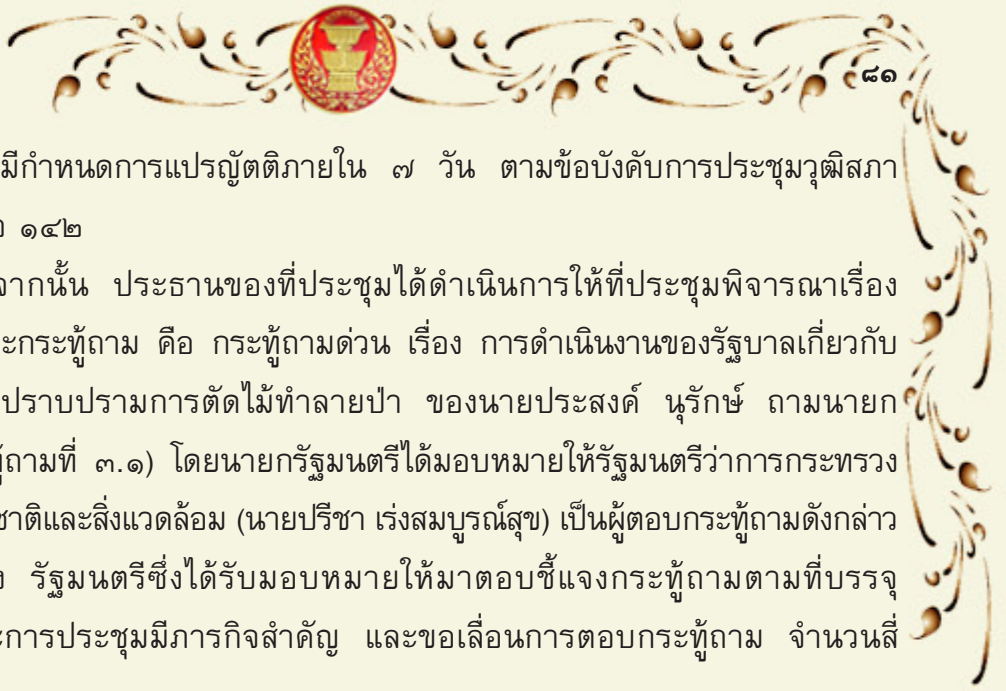 ๘๑
มีกำหนดการแปรญัตติภายใน ๗ วัน ตามข้อบังคับการประชุมวุฒิสภา
๑๔๒
จากนั้น ประธานของที่ประชุมได้ดำเนินการให้ที่ประชุมพิจารณาเรื่อง
กระทู้ถาม คือ กระทู้ถามด่วน เรื่อง การดำเนินงานของรัฐบาลเกี่ยวกับ
ปราบปรามการตัดไม้ทำลายป่า ของนายประสงค์ นุรักษ์ ถามนายก
ถามที่ ๓.๑) โดยนายกรัฐมนตรีได้มอบหมายให้รัฐมนตรีว่าการกระทรวง
ชาติและสิ่งแวดล้อม (นายปรีชา เร่งสมบูรณ์สุข) เป็นผู้ตอบกระทู้ถามดังกล่าว
รัฐมนตรีซึ่งได้รับมอบหมายให้มาตอบชี้แจงกระทู้ถามตามที่บรรจุ
การประชุมมีภารกิจสำคัญ และขอเลื่อนการตอบกระทู้ถาม จำนวนสี่